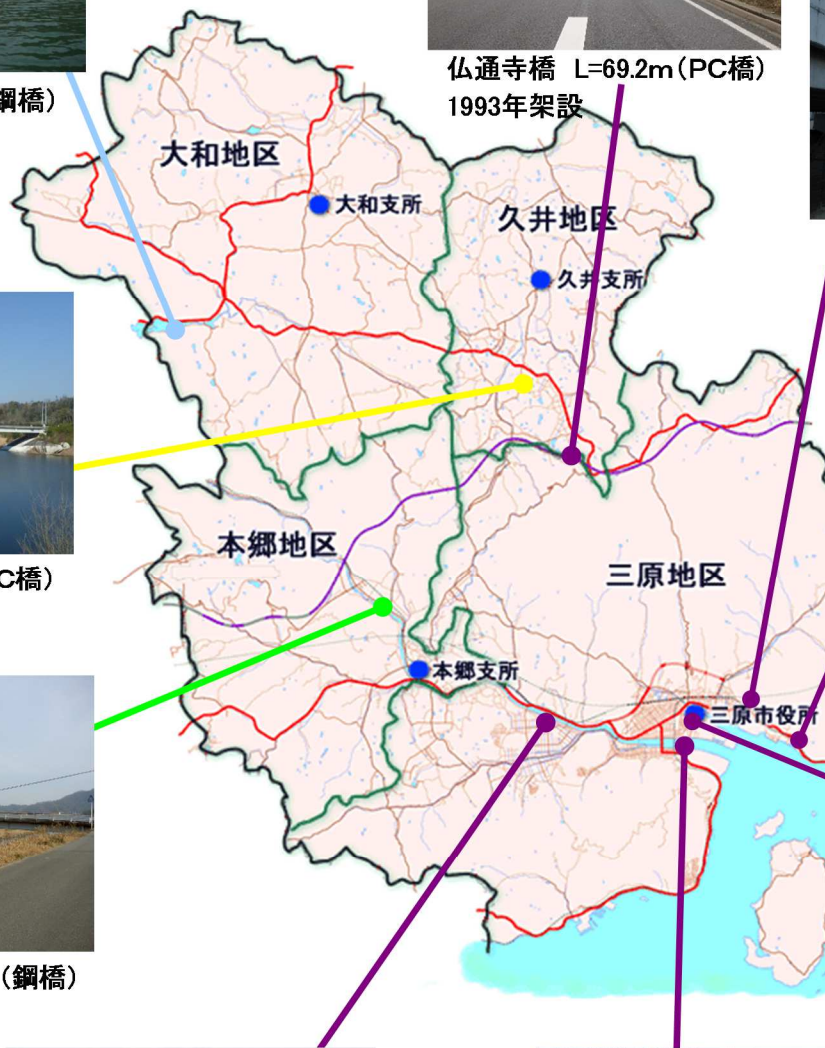 仏通寺橋 L=69.2m(PC橋)
1993年架設
鋼橋)
大和地区
大和支所
久井地区
久井支所
C橋)
本郷地区
三原地区
本郷支所
三原市役所
(鋼橋)